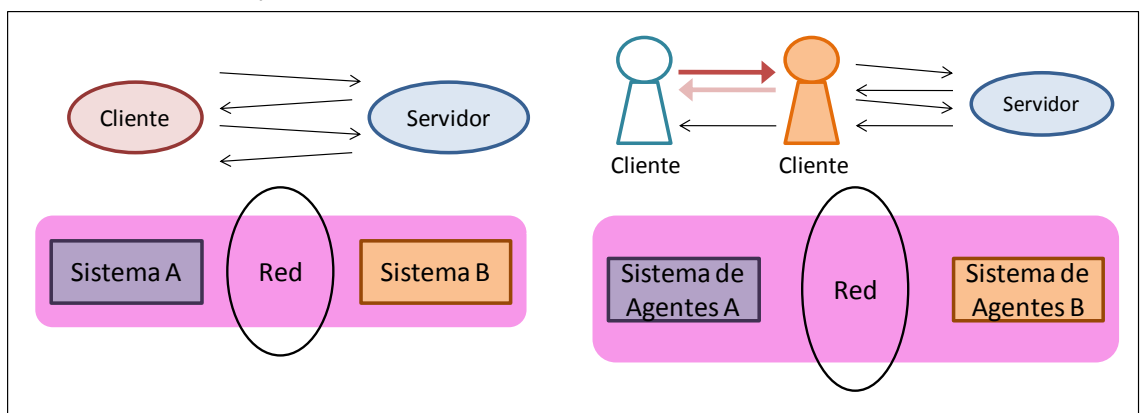 Cliente
Servidor
Sistema A
Red
Sistema B
Servidor
Cliente
Cliente
Sistema de
Agentes A
Red
Sistema de
Agentes B